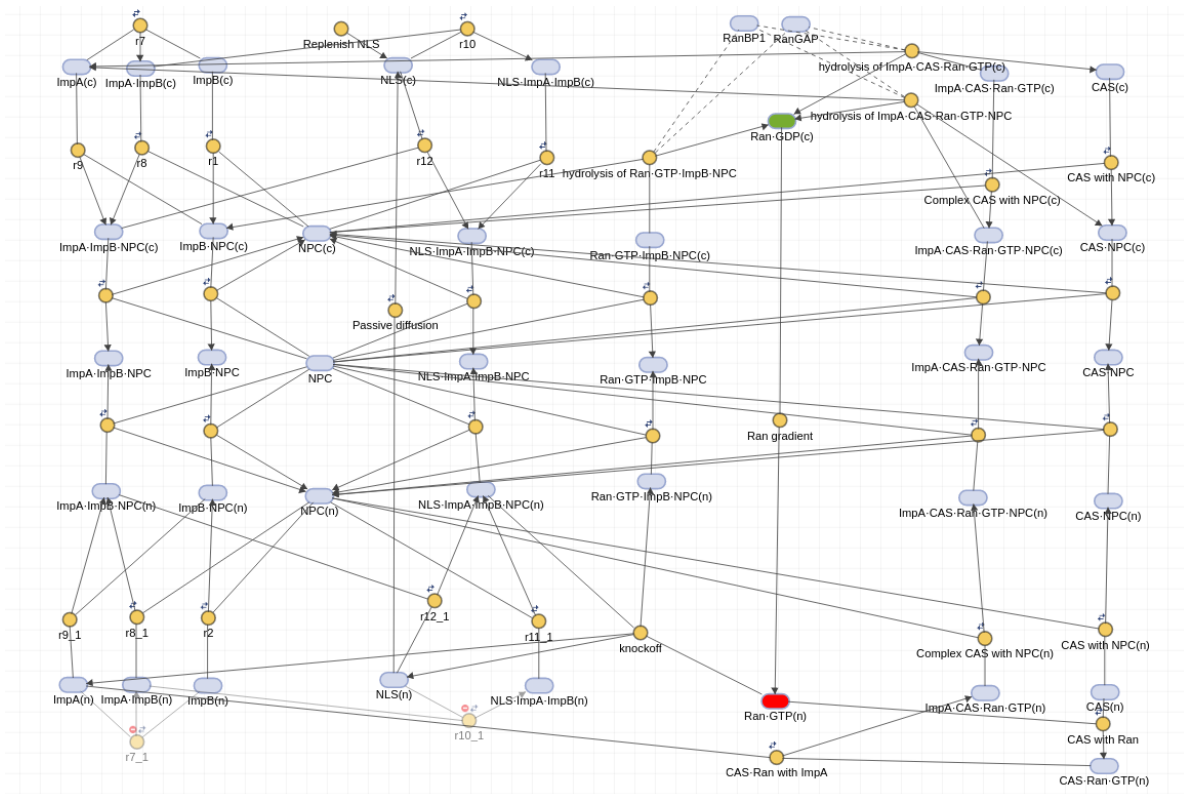 RanBP1
RanGAP
r7
Replenish NLS
r10
hydrolysis of ImpA·CAS·Ran·GTP(c)
ImpA(c)
ImpA·ImpB(c)
ImpB(c)
NLS(c)
NLS·ImpA·ImpB(c)
ImpA·CAS·Ran·GTP(c)
CAS(c)
hydrolysis of ImpA·CAS·Ran·GTP·NPC
Ran·GDP(c)
r9
r8
r1
r12
r11
hydrolysis of Ran·GTP·ImpB·NPC
CAS with NPC(c)
Complex CAS with NPC(c)
ImpA·ImpB·NPC(c)
ImpB·NPC(c)
NPC(c)
NLS·ImpA·ImpB·NPC(c)
Ran·GTP·ImpB·NPC(c)
ImpA·CAS·Ran·GTP·NPC(c)
CAS·NPC(c)
Passive diffusion
ImpA·ImpB·NPC
ImpB·NPC
NPC
NLS·ImpA·ImpB·NPC
Ran·GTP·ImpB·NPC
ImpA·CAS·Ran·GTP·NPC
CAS·NPC
Ran gradient
ImpA·ImpB·NPC(n)
ImpB·NPC(n)
NPC(n)
NLS·ImpA·ImpB·NPC(n)
Ran·GTP·ImpB·NPC(n)
ImpA·CAS·Ran·GTP·NPC(n)
CAS·NPC(n)
r9_1
r8_1
r2
r12_1
r11_1
knockoff
Complex CAS with NPC(n)
CAS with NPC(n)
ImpA(n)
ImpA·ImpB(n)
ImpB(n)
NLS(n)
NLS·ImpA·ImpB(n)
Ran·GTP(n)
ImpA·CAS·Ran·GTP(n)
CAS(n)
r7_1
r10_1
CAS with Ran
CAS·Ran with ImpA
CAS·Ran·GTP(n)